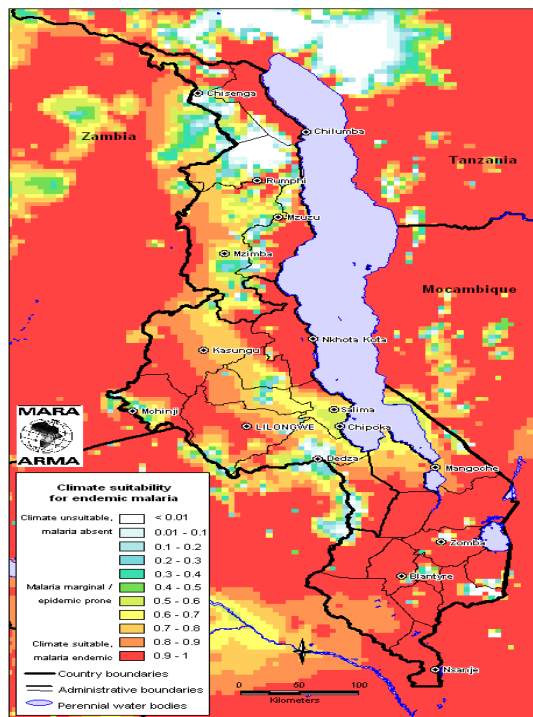 Chisenga
Zambia
Chilumba
Tanzania
Rumphi
Mzuzu
Mzimba
Mocambique
Nkhota Kota
Kasungu
MARA
ARMA
Mchinji
Salima
LILONGWE
Chipoka
Dedza
Mangoche
Zomba
Blantyre
Nsanje
Climate suitability
for endemic malaria
Climate unsuitable,
malaria absent
Malaria marginal /
epidemic prone
Climate suitable,
malaria endemic
< 0.01
0.01 - 0.1
0.1 - 0.2
0.2 - 0.3
0.3 - 0.4
0.4 - 0.5
0.5 - 0.6
0.6 - 0.7
0.7 - 0.8
0.8 - 0.9
0.9 - 1
Country boundaries
Administrative boundaries
Perennial water bodies
0 50 100
Kilometers